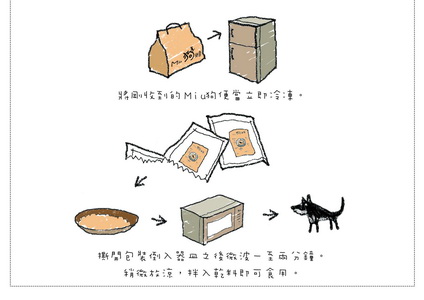 將剛收到的Miu狗便當立即冷凍。
撕開包裝倒入器皿之後微波一至兩分鐘。
稍微放涼，拌入乾料即可食用。